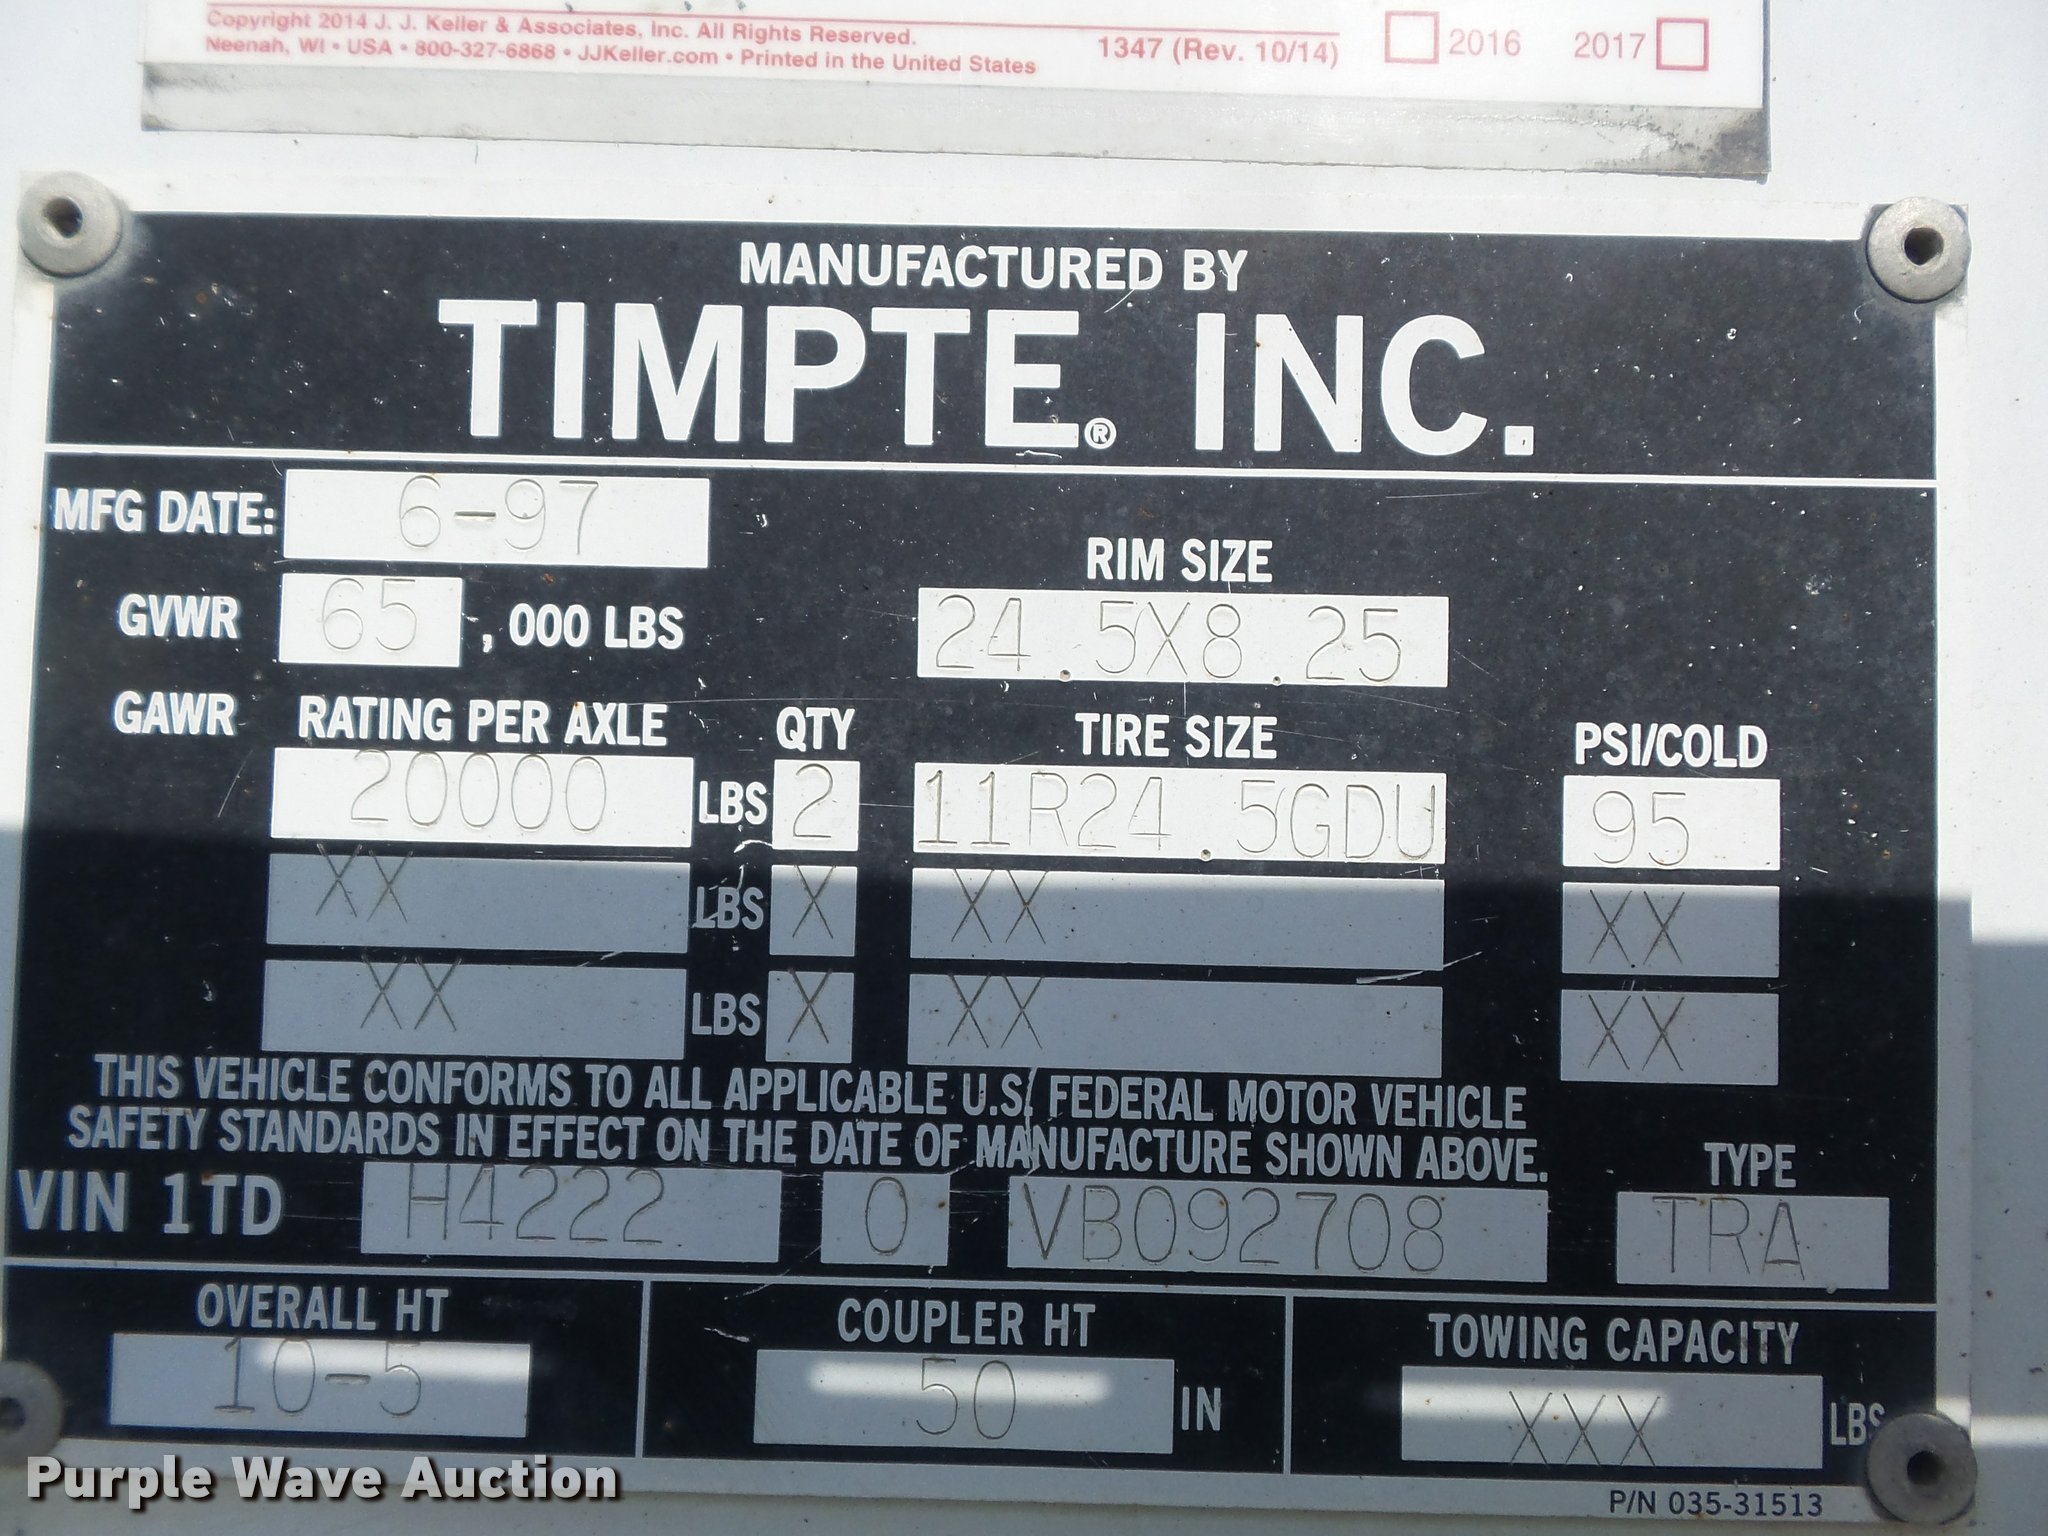 Copyright 2014 J. J. Keller & Associates, Inc. All Rights Reserved.
Neenah, WI • USA • 800-327-6868 • JJKeller.com • Printed in the United States
1347 (Rev. 10/14)
2016 2017
MANUFACTURED BY
TIMPTE® INC.
MFG DATE: 6-97
GVWR 65 , 000 LBS
RIM SIZE
24.5X8.25
GAWR RATING PER AXLE QTY TIRE SIZE PSI/COLD
20000 LBS 2 11R24.5GDU 95
XX LBS X XX XX
XX LBS X XX XX
THIS VEHICLE CONFORMS TO ALL APPLICABLE U.S. FEDERAL MOTOR VEHICLE
SAFETY STANDARDS IN EFFECT ON THE DATE OF MANUFACTURE SHOWN ABOVE.
TYPE
VIN 1TD H4222 0 VB092708 TRA
OVERALL HT COUPLER HT TOWING CAPACITY
10-5 50 IN XXX LBS
P/N 035-31513
Purple Wave Auction